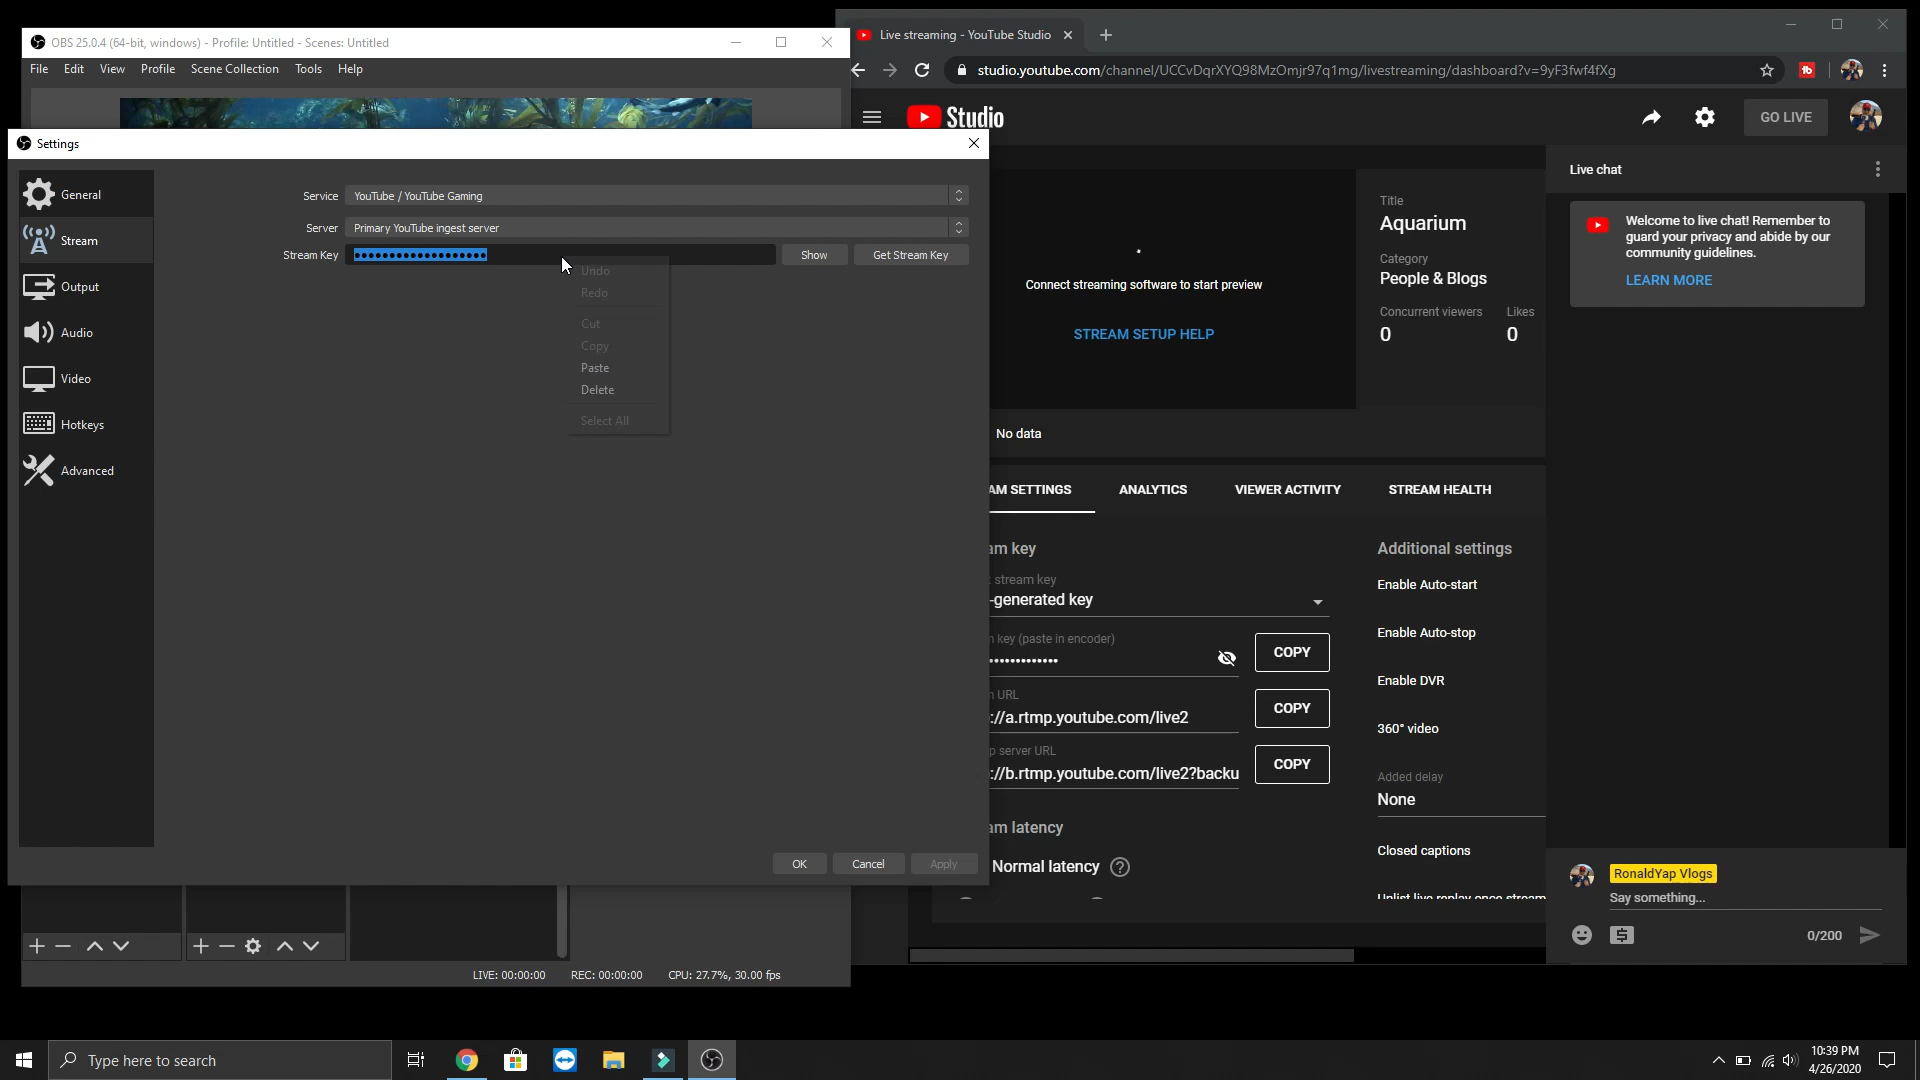 OBS 25.0.4 (64-bit, windows) - Profile: Untitled - Scenes: Untitled
File Edit View Profile Scene Collection Tools Help
Settings
General
Stream
Output
Audio
Video
Hotkeys
Advanced
Service YouTube / YouTube Gaming
Server Primary YouTube ingest server
Stream Key Show Get Stream Key
Undo
Redo
Cut
Copy
Paste
Delete
Select All
OK Cancel Apply
LIVE: 00:00:00 REC: 00:00:00 CPU: 27.7%, 30.00 fps
Live streaming - YouTube Studio
studio.youtube.com/channel/UCCvDqrXYQ98MzOmjr97q1mg/livestreaming/dashboard?v=9yF3fwf4fXg
Studio
GO LIVE
Connect streaming software to start preview
STREAM SETUP HELP
Title
Aquarium
Category
People & Blogs
Concurrent viewers Likes
0 0
No data
AM SETTINGS ANALYTICS VIEWER ACTIVITY STREAM HEALTH
am key
stream key
-generated key
key (paste in encoder)
COPY
URL
://a.rtmp.youtube.com/live2
COPY
p server URL
://b.rtmp.youtube.com/live2?backu
COPY
am latency
Normal latency
Additional settings
Enable Auto-start
Enable Auto-stop
Enable DVR
360° video
Added delay
None
Closed captions
Unlist live replay once stream
Live chat
Welcome to live chat! Remember to
guard your privacy and abide by our
community guidelines.
LEARN MORE
RonaldYap Vlogs
Say something...
0/200
Type here to search
10:39 PM
4/26/2020